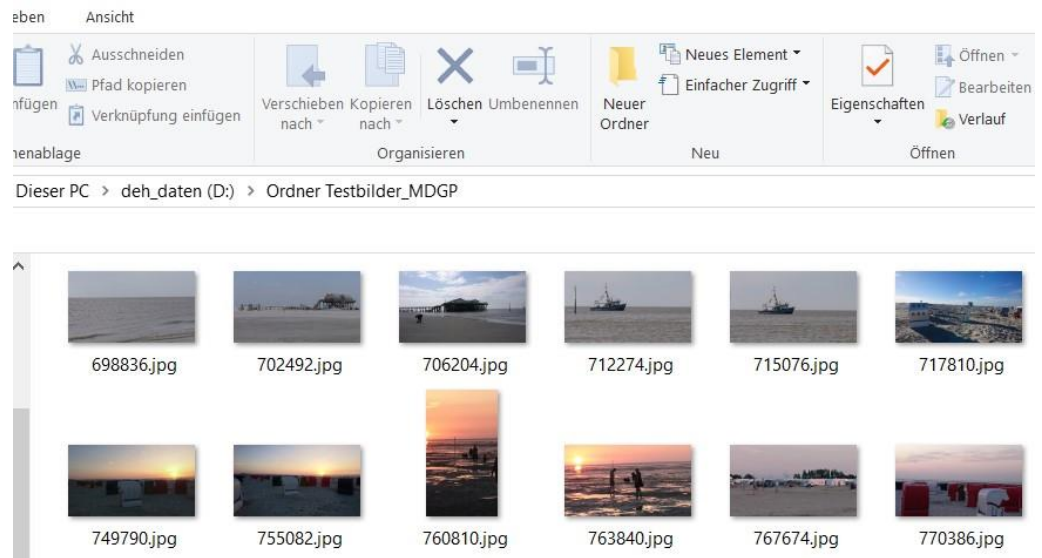 eben Ansicht
Ausschneiden
Pfad kopieren
nfügen
Verknüpfung einfügen
Verschieben nach
Kopieren nach
Löschen
Umbenennen
Neuer Ordner
Neues Element
Einfacher Zugriff
Eigenschaften
Öffnen
Bearbeiten
Verlauf
henablage Organisieren Neu Öffnen
Dieser PC > deh_daten (D:) > Ordner Testbilder_MDGP
698836.jpg 702492.jpg 706204.jpg 712274.jpg 715076.jpg 717810.jpg
749790.jpg 755082.jpg 760810.jpg 763840.jpg 767674.jpg 770386.jpg